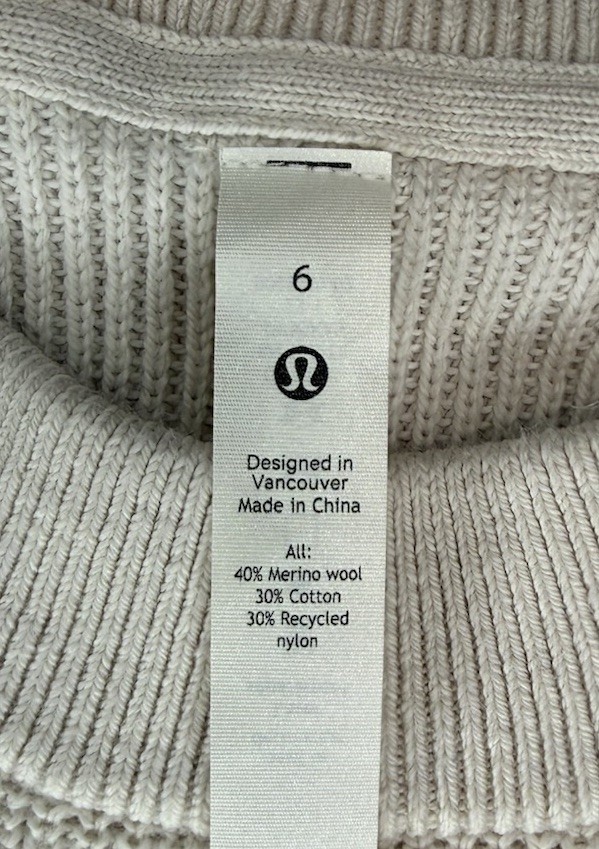 6
Designed in
Vancouver
Made in China
All:
40% Merino wool
30% Cotton
30% Recycled
nylon